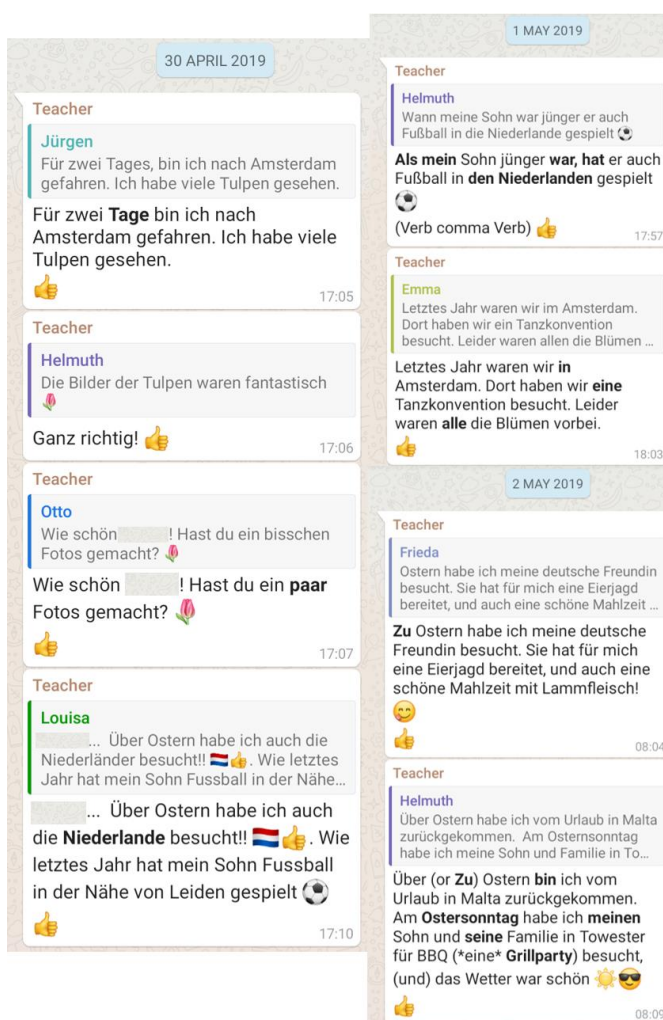 30 APRIL 2019
Teacher
Jürgen
Für zwei Tages, bin ich nach Amsterdam
gefahren. Ich habe viele Tulpen gesehen.
Für zwei Tage bin ich nach
Amsterdam gefahren. Ich habe viele
Tulpen gesehen.
👍
17:05
Teacher
Helmuth
Die Bilder der Tulpen waren fantastisch
🌷
Ganz richtig! 👍
17:06
Teacher
Otto
Wie schön ! Hast du ein bisschen
Fotos gemacht? 🌷
Wie schön ! Hast du ein paar
Fotos gemacht? 🌷
👍
17:07
Teacher
Louisa
... Über Ostern habe ich auch die
Niederländer besucht!! 🇳🇱👍. Wie letztes
Jahr hat mein Sohn Fussball in der Nähe...
... Über Ostern habe ich auch
die Niederlande besucht!! 🇳🇱👍. Wie
letztes Jahr hat mein Sohn Fussball
in der Nähe von Leiden gespielt ⚽
👍
17:10
1 MAY 2019
Teacher
Helmuth
Wann meine Sohn war jünger er auch
Fußball in die Niederlande gespielt ⚽
Als mein Sohn jünger war, hat er auch
Fußball in den Niederlanden gespielt
⚽
(Verb comma Verb) 👍
17:57
Teacher
Emma
Letztes Jahr waren wir im Amsterdam.
Dort haben wir ein Tanzkonvention
besucht. Leider waren allen die Blümen ...
Letztes Jahr waren wir in
Amsterdam. Dort haben wir eine
Tanzkonvention besucht. Leider
waren alle die Blümen vorbei.
👍
18:03
2 MAY 2019
Teacher
Frieda
Ostern habe ich meine deutsche Freundin
besucht. Sie hat für mich eine Eierjagd
bereitet, und auch eine schöne Mahlzeit ...
Zu Ostern habe ich meine deutsche
Freundin besucht. Sie hat für mich
eine Eierjagd bereitet, und auch eine
schöne Mahlzeit mit Lammfleisch!
😋
👍
08:04
Teacher
Helmuth
Über Ostern habe ich vom Urlaub in Malta
zurückgekommen. Am Osternsonntag
habe ich meine Sohn und Familie in To...
Über (or Zu) Ostern bin ich vom
Urlaub in Malta zurückgekommen.
Am Ostersonntag habe ich meinen
Sohn und seine Familie in Towester
für BBQ (*eine* Grillparty) besucht,
(und) das Wetter war schön ☀️😎
👍
08:09